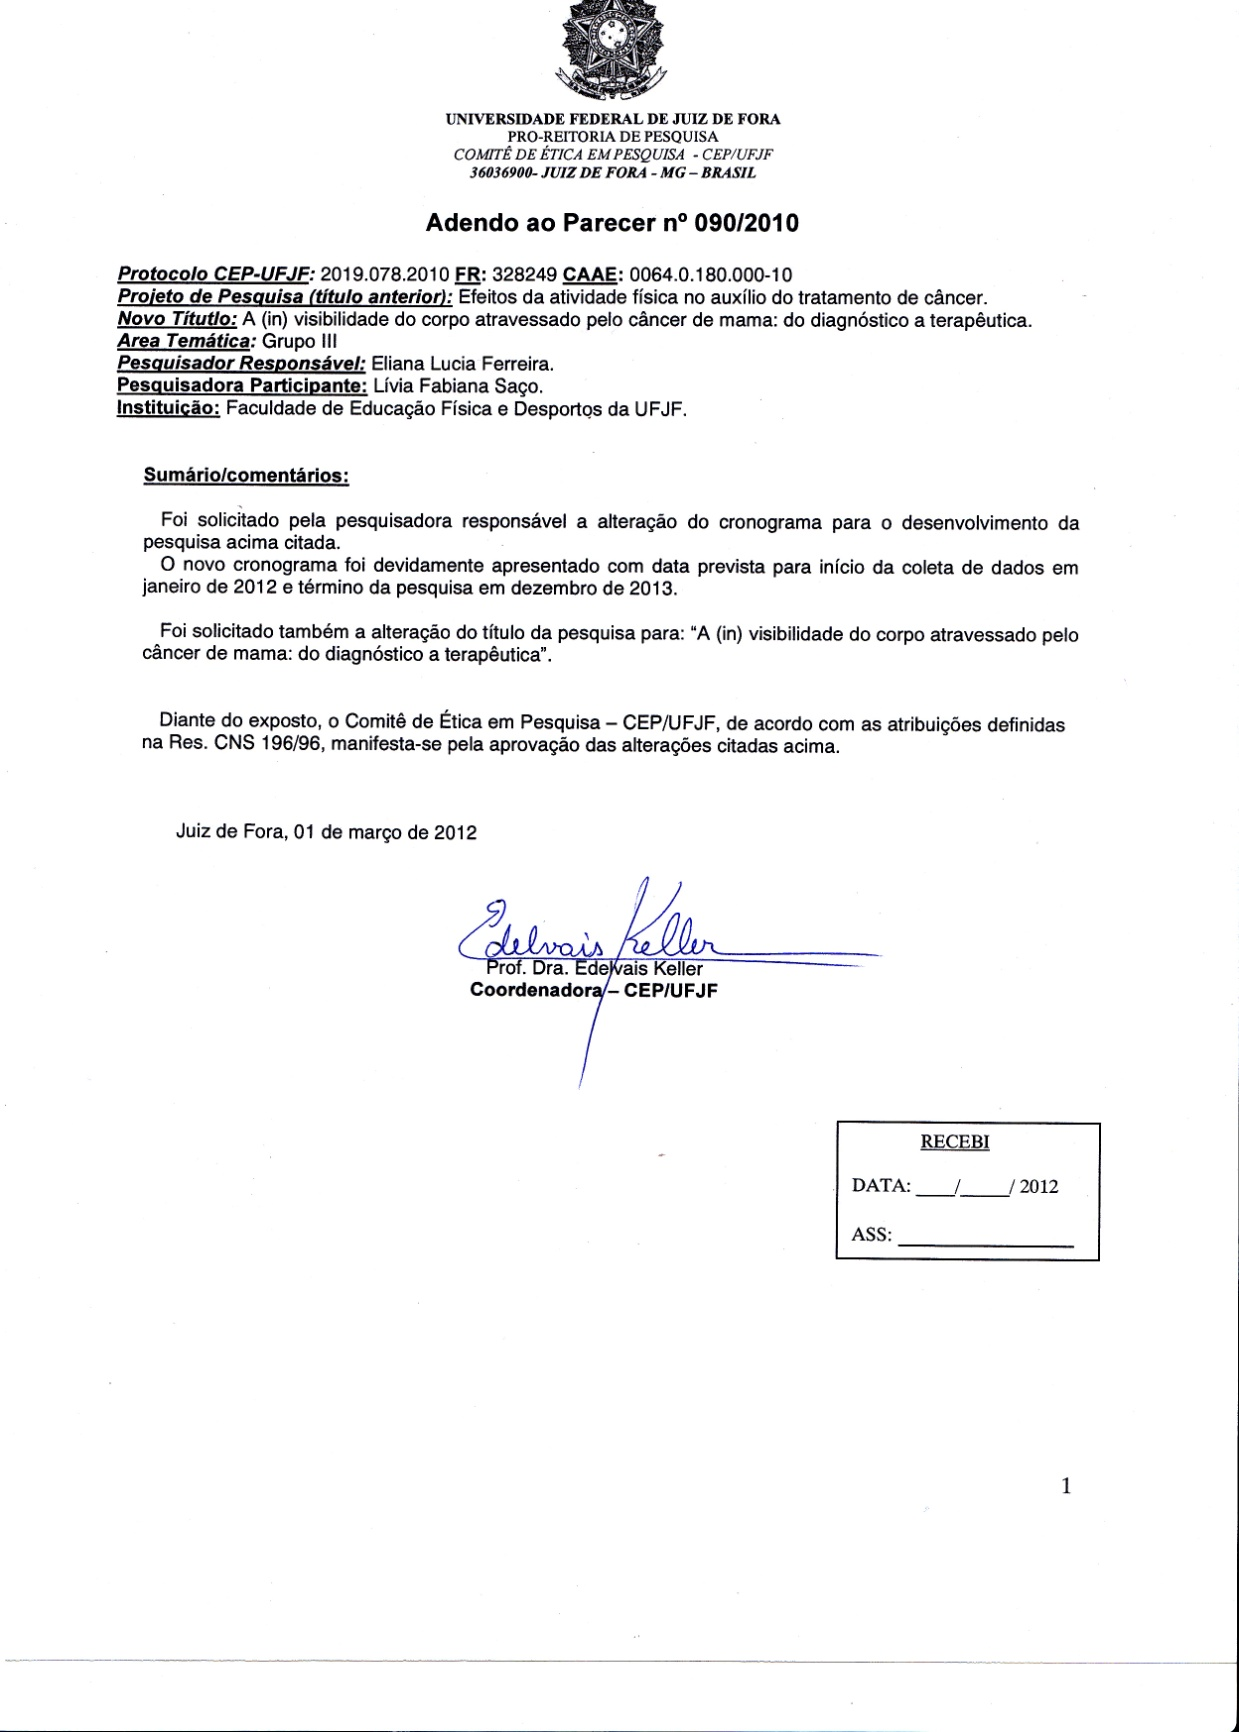 UNIVERSIDADE FEDERAL DE JUIZ DE FORA
PRO-REITORIA DE PESQUISA
COMITÊ DE ÉTICA EM PESQUISA - CEP/UFJF
36036900- JUIZ DE FORA - MG – BRASIL
Adendo ao Parecer nº 090/2010
Protocolo CEP-UFJF: 2019.078.2010 FR: 328249 CAAE: 0064.0.180.000-10
Projeto de Pesquisa (título anterior): Efeitos da atividade física no auxílio do tratamento de câncer.
Novo Títutlo: A (in) visibilidade do corpo atravessado pelo câncer de mama: do diagnóstico a terapêutica.
Area Temática: Grupo III
Pesquisador Responsável: Eliana Lucia Ferreira.
Pesquisadora Participante: Lívia Fabiana Saço.
Instituição: Faculdade de Educação Física e Desportos da UFJF.
Sumário/comentários:
Foi solicitado pela pesquisadora responsável a alteração do cronograma para o desenvolvimento da
pesquisa acima citada.
O novo cronograma foi devidamente apresentado com data prevista para início da coleta de dados em
janeiro de 2012 e término da pesquisa em dezembro de 2013.
Foi solicitado também a alteração do título da pesquisa para: “A (in) visibilidade do corpo atravessado pelo
câncer de mama: do diagnóstico a terapêutica”.
Diante do exposto, o Comitê de Ética em Pesquisa – CEP/UFJF, de acordo com as atribuições definidas
na Res. CNS 196/96, manifesta-se pela aprovação das alterações citadas acima.
Juiz de Fora, 01 de março de 2012
Edelvais Keller
Prof. Dra. Edelvais Keller
Coordenadora – CEP/UFJF
RECEBI
DATA: ____/_____/ 2012
ASS: __________________
1